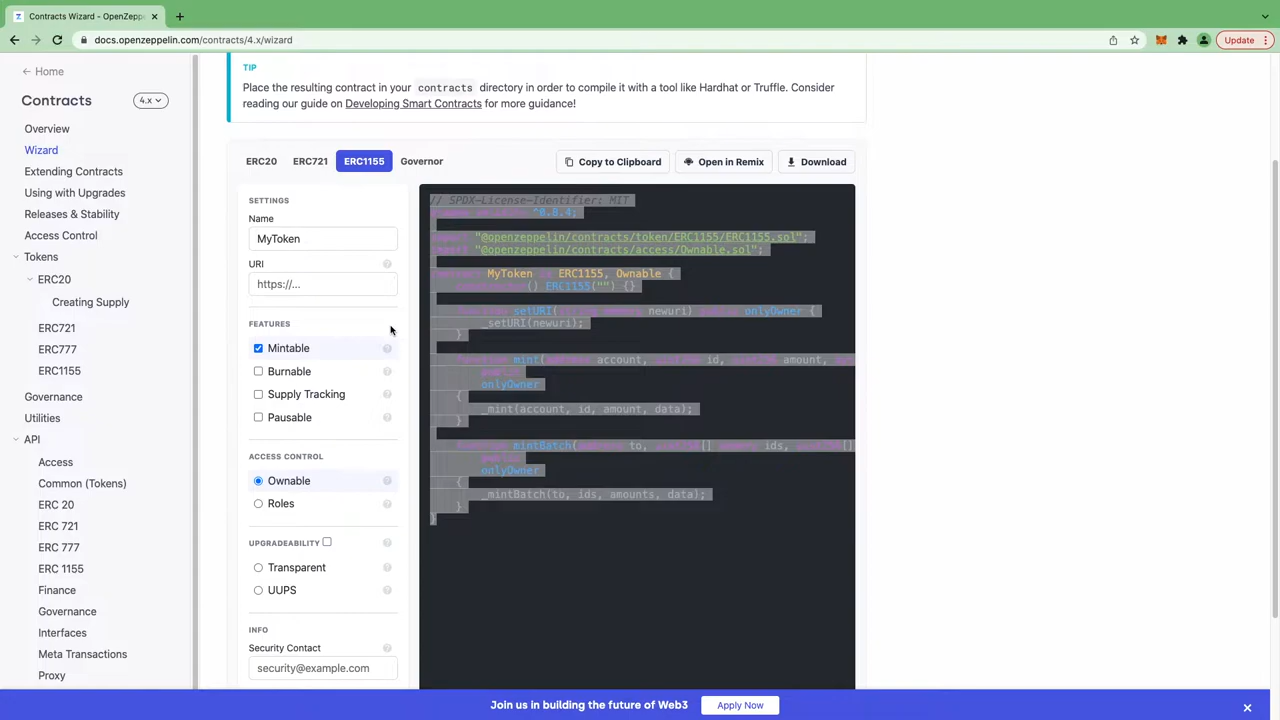 Contracts Wizard - OpenZepp
docs.openzeppelin.com/contracts/4.x/wizard
Update
← Home
Contracts
4.x
Overview
Wizard
Extending Contracts
Using with Upgrades
Releases & Stability
Access Control
Tokens
ERC20
Creating Supply
ERC721
ERC777
ERC1155
Governance
Utilities
API
Access
Common (Tokens)
ERC 20
ERC 721
ERC 777
ERC 1155
Finance
Governance
Interfaces
Meta Transactions
Proxy
TIP
Place the resulting contract in your contracts directory in order to compile it with a tool like Hardhat or Truffle. Consider
reading our guide on Developing Smart Contracts for more guidance!
ERC20 ERC721 ERC1155 Governor
Copy to Clipboard Open in Remix Download
SETTINGS
Name
MyToken
URI
https://...
FEATURES
Mintable
Burnable
Supply Tracking
Pausable
ACCESS CONTROL
Ownable
Roles
UPGRADEABILITY
Transparent
UUPS
INFO
Security Contact
security@example.com
// SPDX-License-Identifier: MIT
^0.8.4;
import "@openzeppelin/contracts/token/ERC1155/ERC1155.sol";
import "@openzeppelin/contracts/access/Ownable.sol";
contract MyToken is ERC1155, Ownable {
constructor() ERC1155("") {}
function setURI(string memory newuri) public onlyOwner {
_setURI(newuri);
}
function mint(address account, uint256 id, uint256 amount,
public
onlyOwner
{
_mint(account, id, amount, data);
}
function mintBatch(address to, uint256[] memory ids, uint256[]
public
onlyOwner
{
_mintBatch(to, ids, amounts, data);
}
}
Join us in building the future of Web3 Apply Now